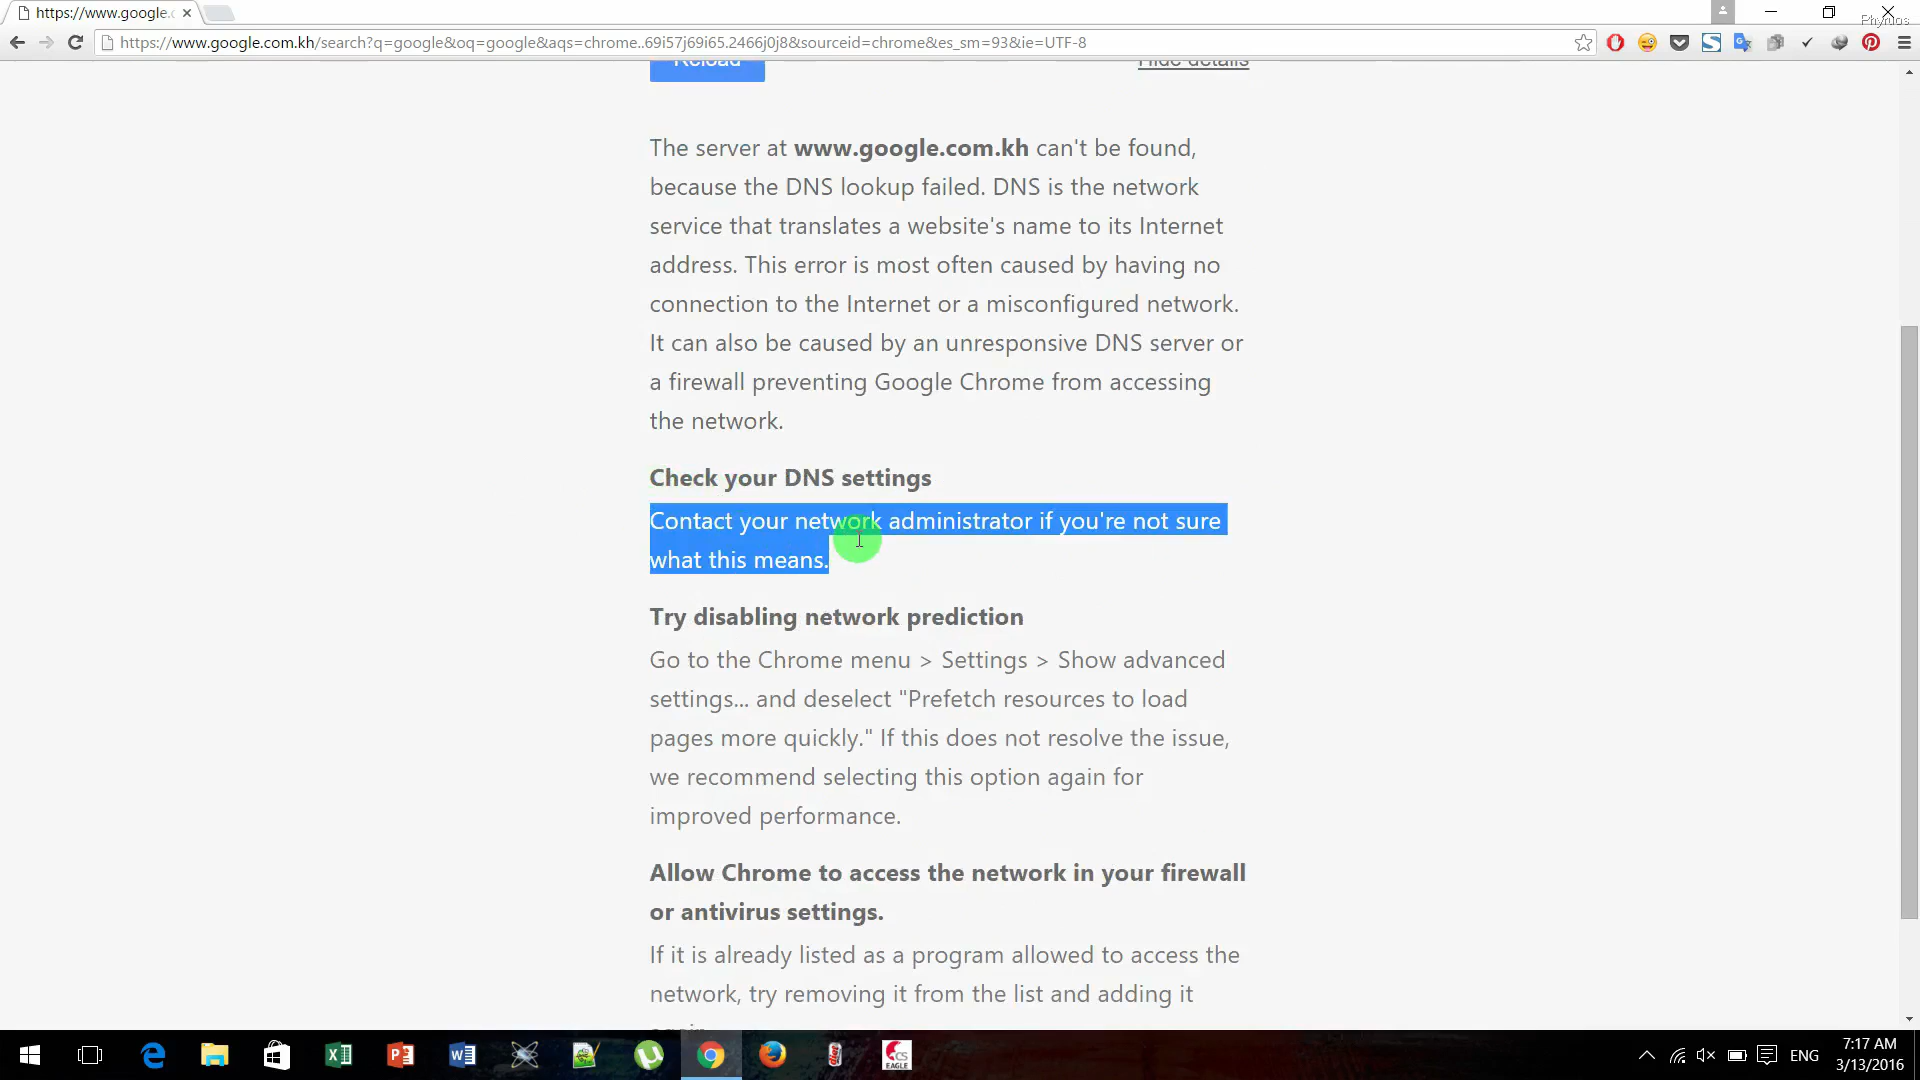 https://www.google.c
Phyrios
https://www.google.com.kh/search?q=google&oq=google&aqs=chrome..69i57j69i65.2466j0j8&sourceid=chrome&es_sm=93&ie=UTF-8
Reload
Hide details
The server at www.google.com.kh can't be found,
because the DNS lookup failed. DNS is the network
service that translates a website's name to its Internet
address. This error is most often caused by having no
connection to the Internet or a misconfigured network.
It can also be caused by an unresponsive DNS server or
a firewall preventing Google Chrome from accessing
the network.
Check your DNS settings
Contact your network administrator if you're not sure
what this means.
Try disabling network prediction
Go to the Chrome menu > Settings > Show advanced
settings... and deselect "Prefetch resources to load
pages more quickly." If this does not resolve the issue,
we recommend selecting this option again for
improved performance.
Allow Chrome to access the network in your firewall
or antivirus settings.
If it is already listed as a program allowed to access the
network, try removing it from the list and adding it
again.
CS
EAGLE
ENG
7:17 AM
3/13/2016